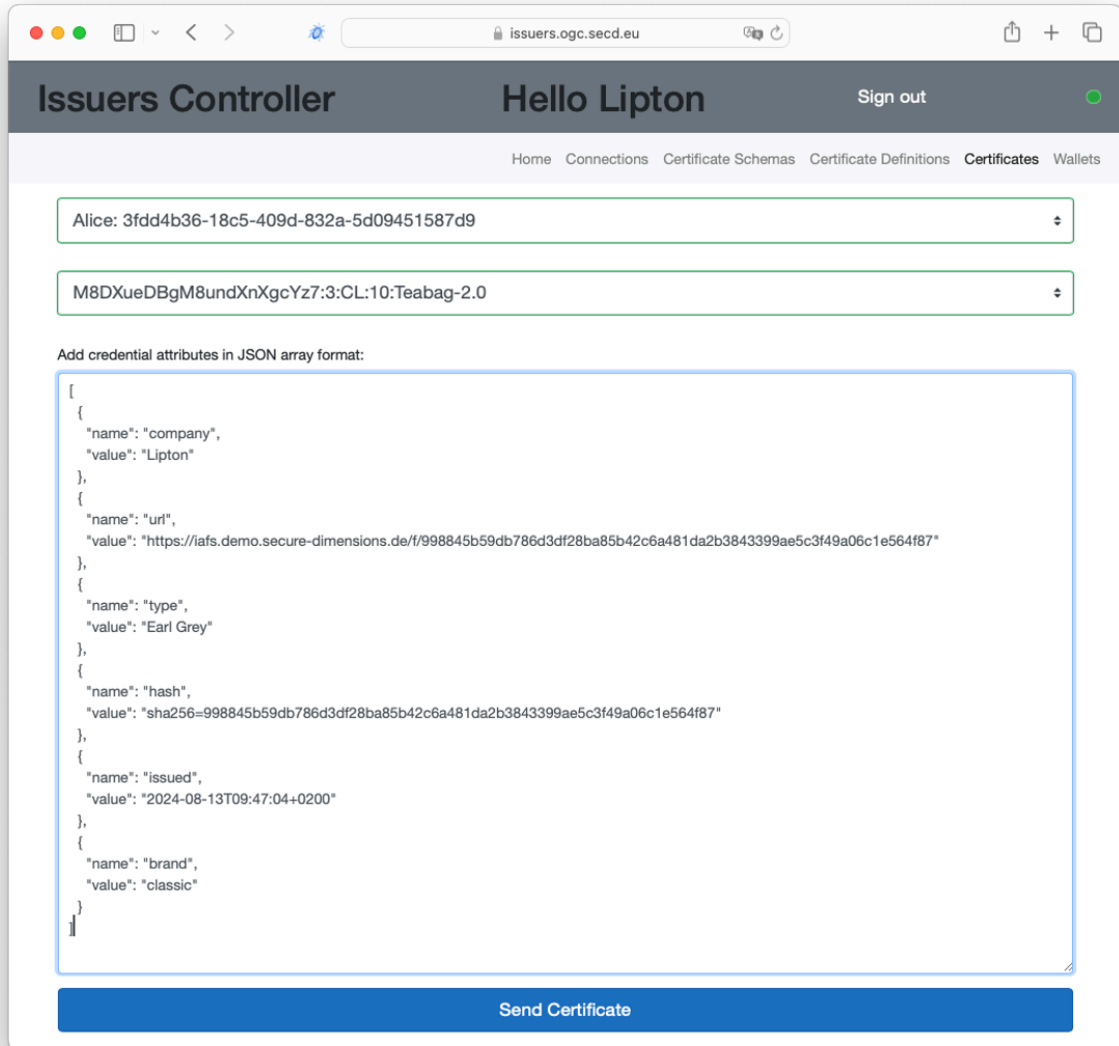 issuers.ogc.secd.eu
Issuers Controller Hello Lipton Sign out
Home Connections Certificate Schemas Certificate Definitions Certificates Wallets
Alice: 3fdd4b36-18c5-409d-832a-5d09451587d9
M8DXueDBgM8undXnXgcYz7:3:CL:10:Teabag-2.0
Add credential attributes in JSON array format:
[
{
"name": "company",
"value": "Lipton"
},
{
"name": "url",
"value": "https://iafs.demo.secure-dimensions.de/f/998845b59db786d3df28ba85b42c6a481da2b3843399ae5c3f49a06c1e564f87"
},
{
"name": "type",
"value": "Earl Grey"
},
{
"name": "hash",
"value": "sha256=998845b59db786d3df28ba85b42c6a481da2b3843399ae5c3f49a06c1e564f87"
},
{
"name": "issued",
"value": "2024-08-13T09:47:04+0200"
},
{
"name": "brand",
"value": "classic"
}
]
Send Certificate